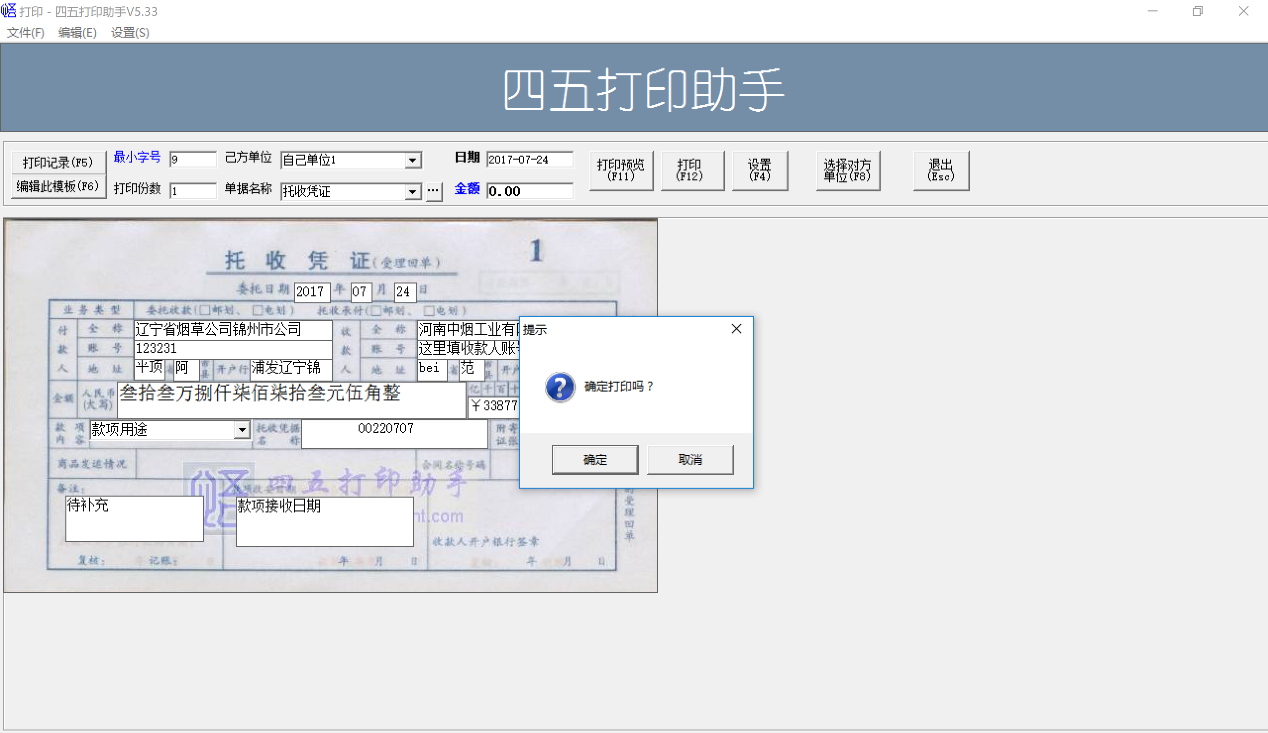 打印 - 四五打印助手V5.33
文件(F) 编辑(E) 设置(S)
四五打印助手
打印记录(F5) 最小字号 9 己方单位 自己单位1 日期 2017-07-24 打印预览(F11) 打印(F12) 设置(F4) 选择对方单位(F8) 退出(Esc)
编辑此模板(F6) 打印份数 1 单据名称 托收凭证 ... 金额 0.00
托收凭证(受理回单) 1
委托日期 2017 年 07 月 24 日
业务类型 委托收款(□邮划、□电划) 托收承付(□邮划、□电划)
付款人 全称 辽宁省烟草公司锦州市公司 收款人 全称 河南中烟工业有
账号 123231 账号 这里填收款人账
地址 平顶 省 阿 市县 开户行 浦发辽宁锦 地址 bei 省 范 市县 开户
金额 人民币(大写) 叁拾叁万捌仟柒佰柒拾叁元伍角整 亿千百十
￥33877
款项内容 款项用途 托收凭据名称 00220707 附寄
证张
商品发运情况 合同名称号码
四五打印助手
备注:
待补充 款项接收日期
nt.com
收款人开户银行签章
复核: 记账: 年 月 日 年 月 日
受理回单
提示
确定打印吗？
确定 取消